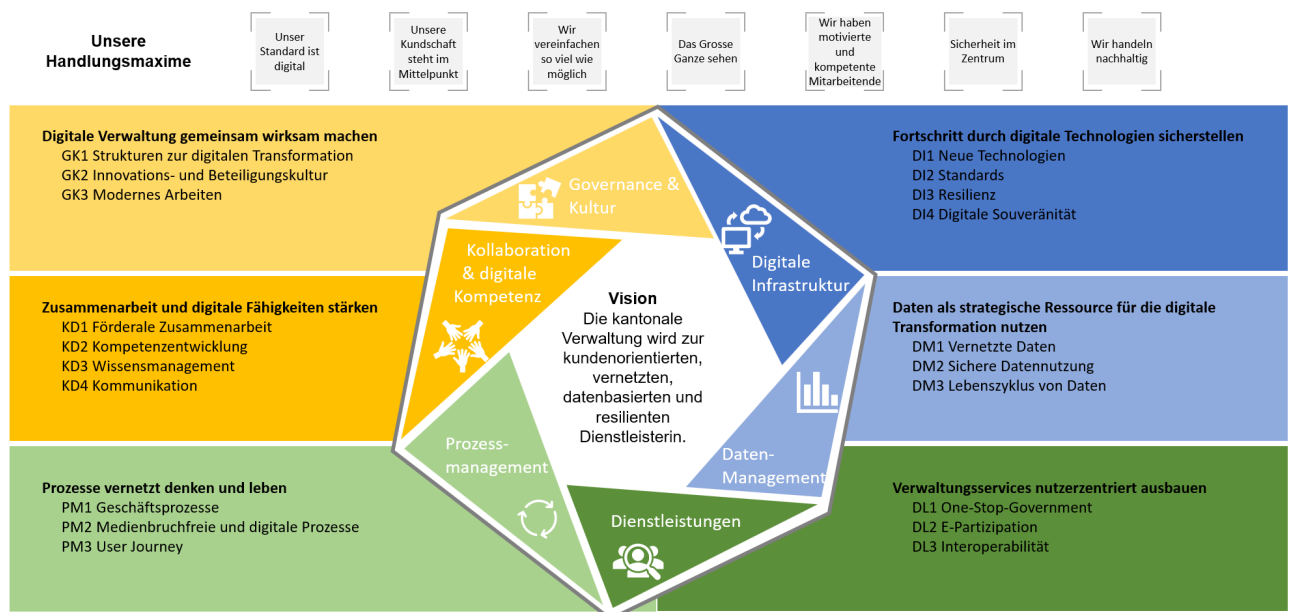 Unsere
Handlungsmaxime
Unser
Standard ist
digital
Unsere
Kundschaft
steht im
Mittelpunkt
Wir
vereinfachen
so viel wie
möglich
Das Grosse
Ganze sehen
Wir haben
motivierte
und
kompetente
Mitarbeitende
Sicherheit im
Zentrum
Wir handeln
nachhaltig
Digitale Verwaltung gemeinsam wirksam machen
GK1 Strukturen zur digitalen Transformation
GK2 Innovations- und Beteiligungskultur
GK3 Modernes Arbeiten
Fortschritt durch digitale Technologien sicherstellen
DI1 Neue Technologien
DI2 Standards
DI3 Resilienz
DI4 Digitale Souveränität
Governance &
Kultur
Digitale
Infrastruktur
Kollaboration
& digitale
Kompetenz
Zusammenarbeit und digitale Fähigkeiten stärken
KD1 Förderale Zusammenarbeit
KD2 Kompetenzentwicklung
KD3 Wissensmanagement
KD4 Kommunikation
Vision
Die kantonale
Verwaltung wird zur
kundenorientierten,
vernetzten,
datenbasierten und
resilienten
Dienstleisterin.
Daten als strategische Ressource für die digitale
Transformation nutzen
DM1 Vernetzte Daten
DM2 Sichere Datennutzung
DM3 Lebenszyklus von Daten
Prozess-
management
Daten-
Management
Dienstleistungen
Prozesse vernetzt denken und leben
PM1 Geschäftsprozesse
PM2 Medienbruchfreie und digitale Prozesse
PM3 User Journey
Verwaltungsservices nutzerzentriert ausbauen
DL1 One-Stop-Government
DL2 E-Partizipation
DL3 Interoperabilität